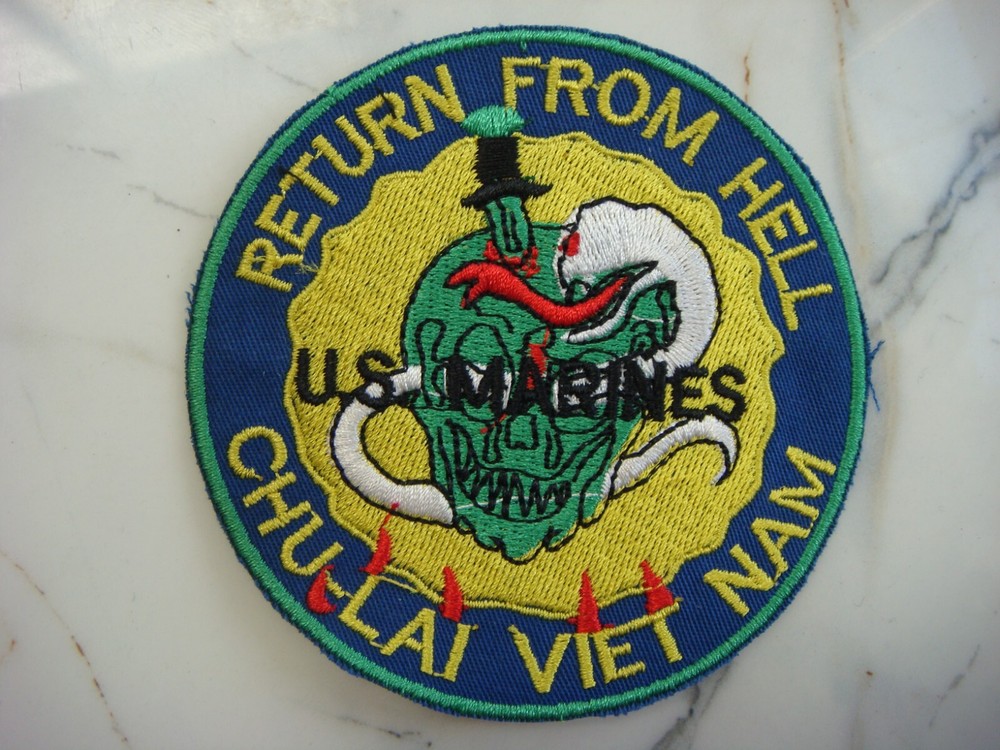 RETURN FROM HELL
U.S. MARINES
CHU-LAI VIET NAM